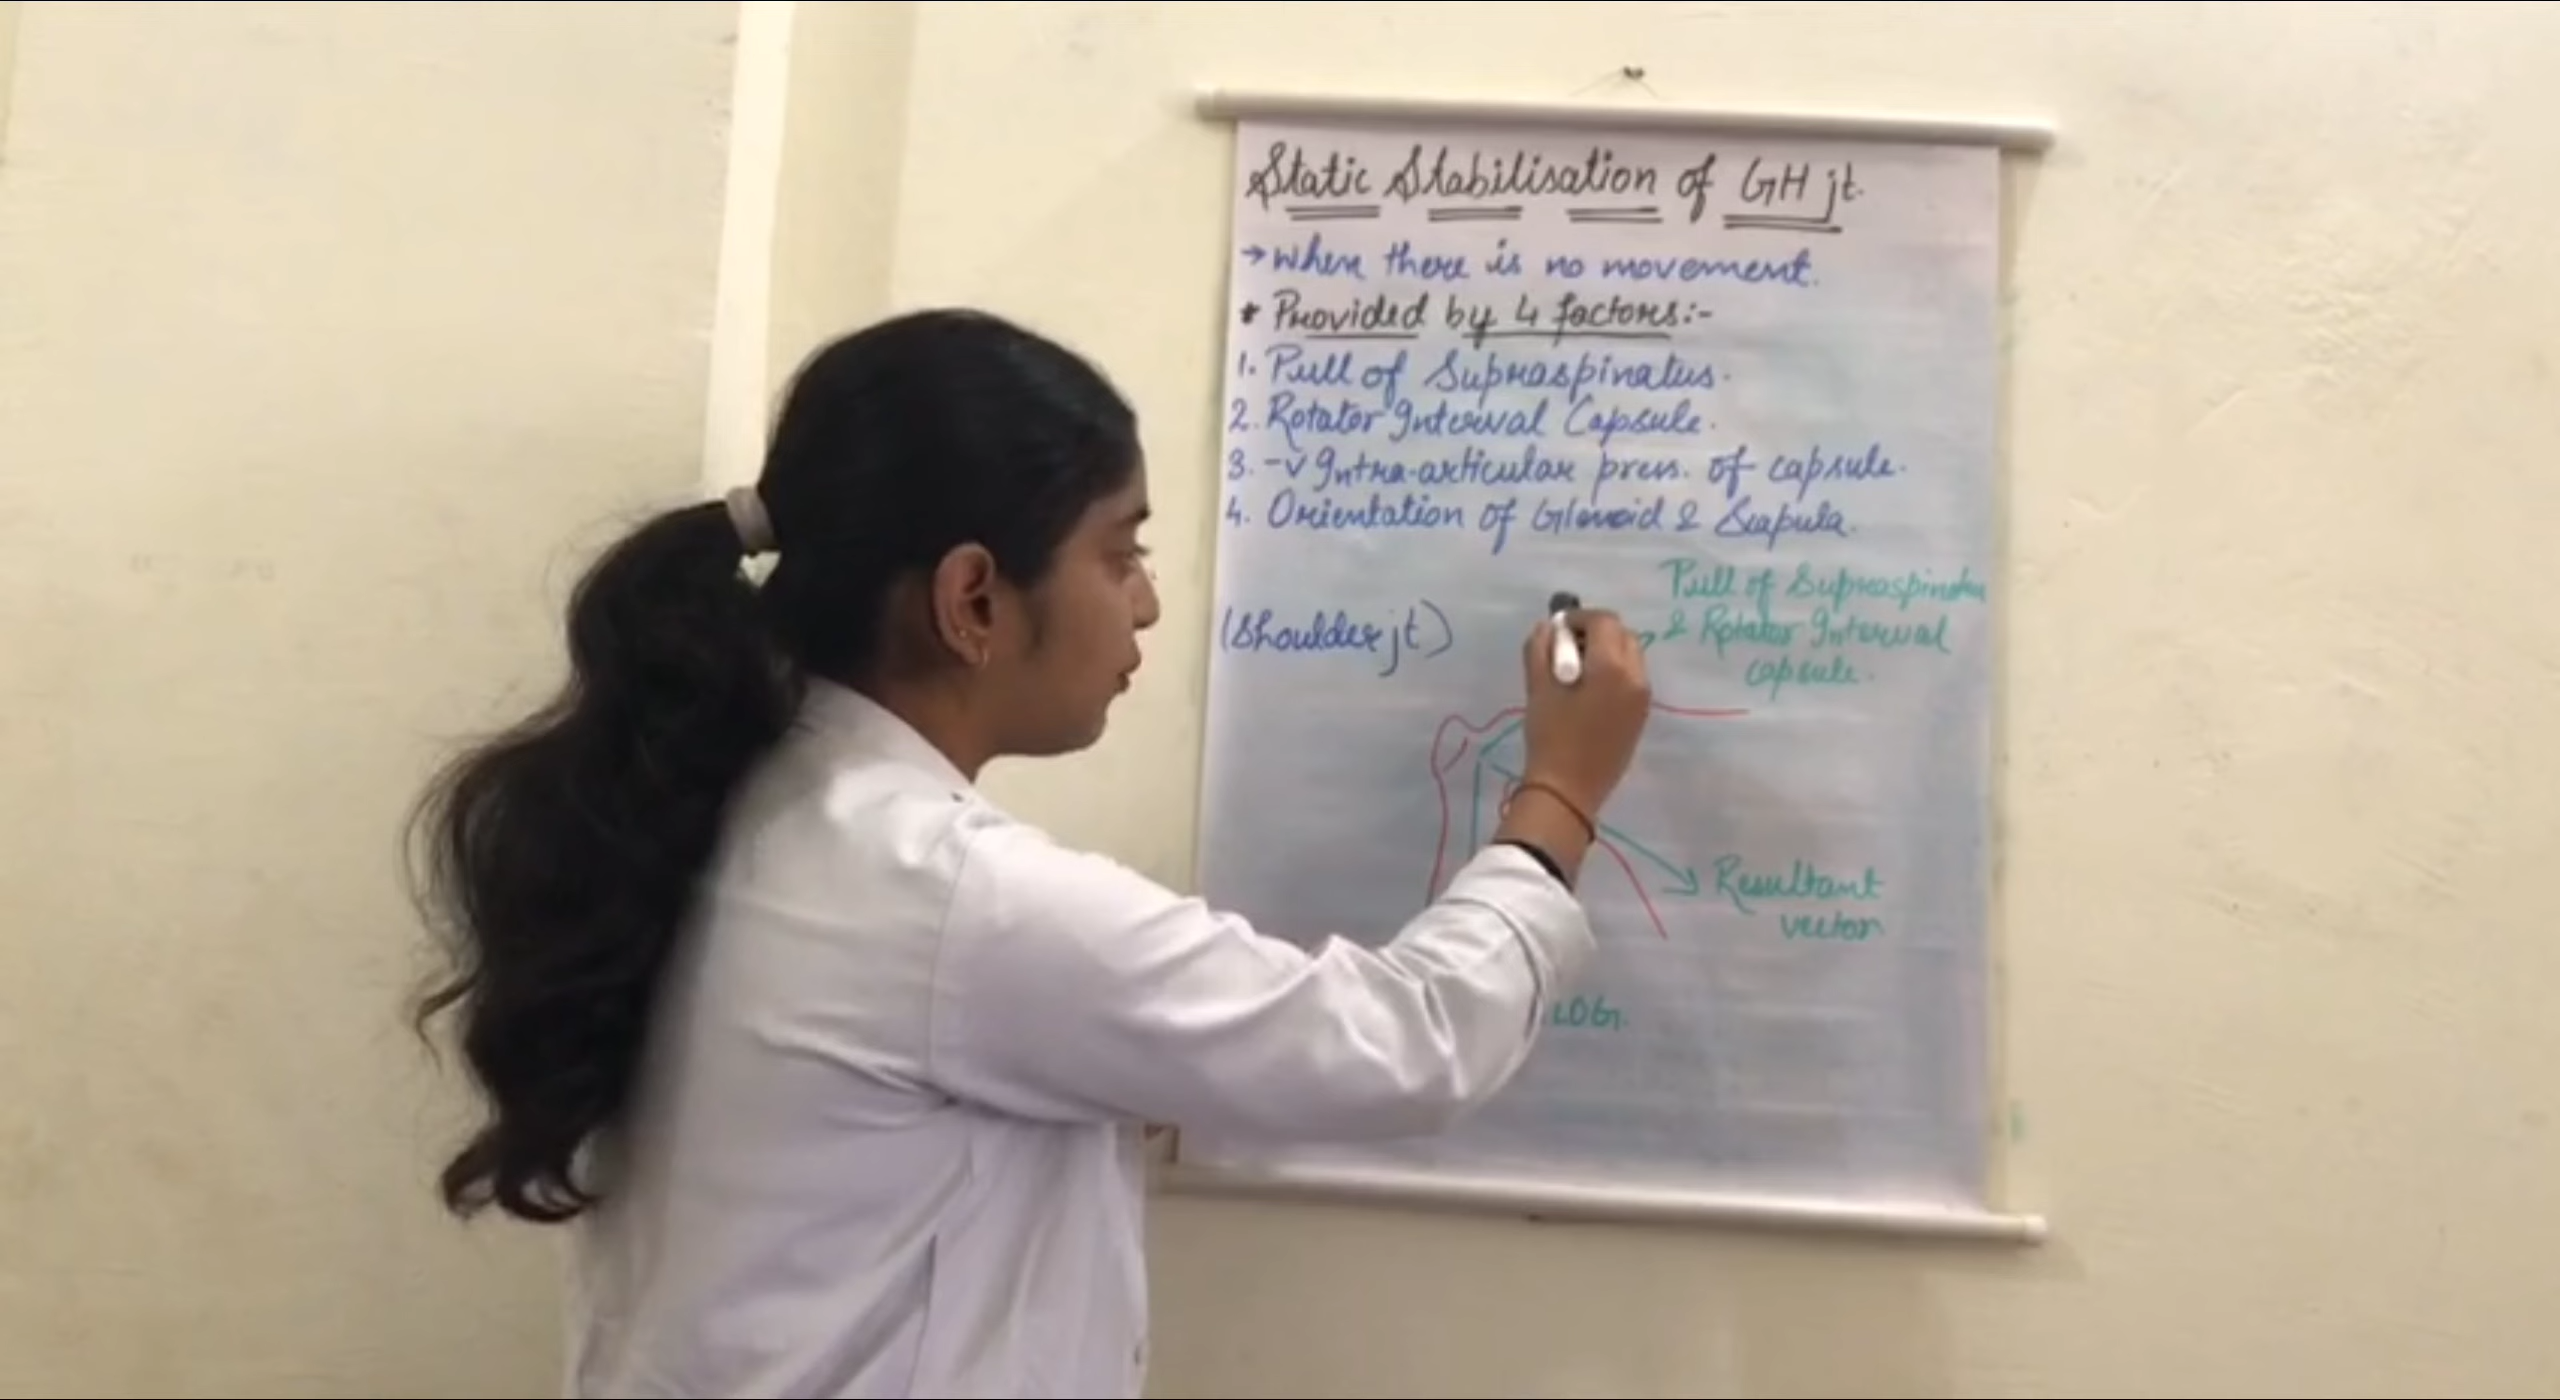 Static Stabilisation of GH jt.
→ when there is no movement.
* Provided by 4 factors:-
1. Pull of Supraspinatus.
2. Rotator Interval Capsule.
3. -v Intra-articular press. of capsule.
4. Orientation of Glenoid & Scapula.
(Shoulder jt)
Pull of Supraspinatus
& Rotator Interval
capsule.
Resultant
vector
LOG.